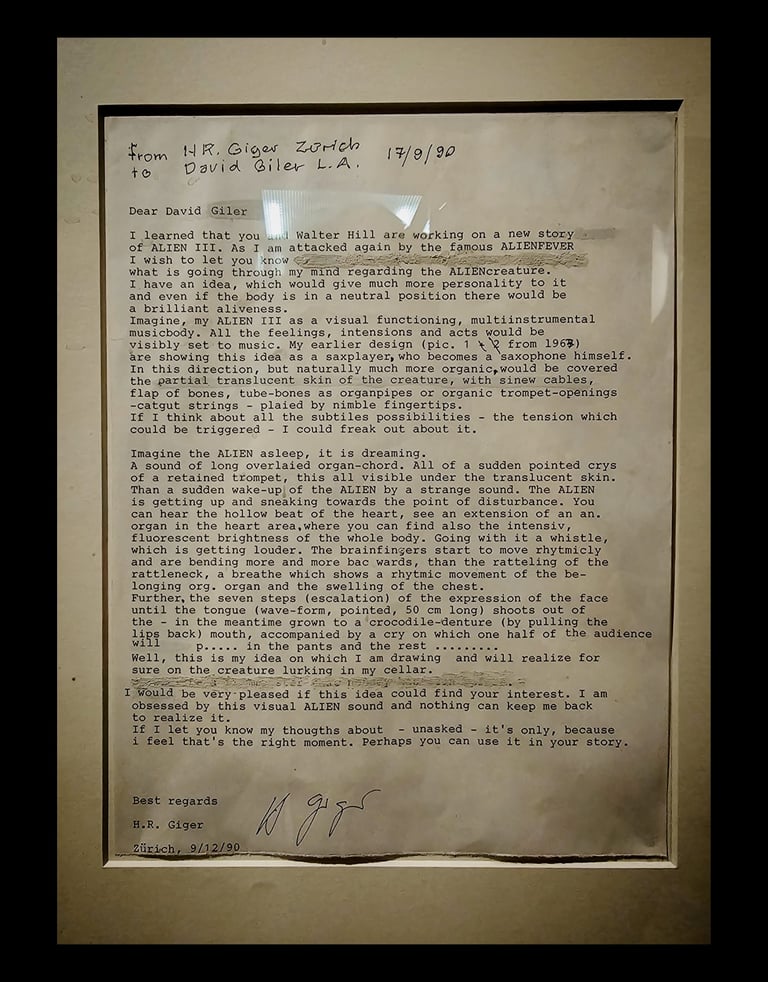 from HR. Giger Zürich 17/9/90
to David Giler L.A.
Dear David Giler
I learned that you and Walter Hill are working on a new story
of ALIEN III. As I am attacked again by the famous ALIENFEVER
I wish to let you know
what is going through my mind regarding the ALIENcreature.
I have an idea, which would give much more personality to it
and even if the body is in a neutral position there would be
a brilliant aliveness.
Imagine, my ALIEN III as a visual functioning, multiinstrumental
musicbody. All the feelings, intensions and acts would be
visibly set to music. My earlier design (pic. 1 + 2 from 1967)
are showing this idea as a saxplayer, who becomes a saxophone himself.
In this direction, but naturally much more organic, would be covered
the partial translucent skin of the creature, with sinew cables,
flap of bones, tube-bones as organpipes or organic trompet-openings
-catgut strings - plaied by nimble fingertips.
If I think about all the subtiles possibilities - the tension which
could be triggered - I could freak out about it.
Imagine the ALIEN asleep, it is dreaming.
A sound of long overlaied organ-chord. All of a sudden pointed crys
of a retained trompet, this all visible under the translucent skin.
Than a sudden wake-up of the ALIEN by a strange sound. The ALIEN
is getting up and sneaking towards the point of disturbance. You
can hear the hollow beat of the heart, see an extension of an an.
organ in the heart area, where you can find also the intensiv,
fluorescent brightness of the whole body. Going with it a whistle,
which is getting louder. The brainfingers start to move rhytmicly
and are bending more and more bac wards, than the ratteling of the
rattleneck, a breathe which shows a rhytmic movement of the be-
longing org. organ and the swelling of the chest.
Further, the seven steps (escalation) of the expression of the face
until the tongue (wave-form, pointed, 50 cm long) shoots out of
the - in the meantime grown to a crocodile-denture (by pulling the
lips back) mouth, accompanied by a cry on which one half of the audience
will p..... in the pants and the rest .........
Well, this is my idea on which I am drawing and will realize for
sure on the creature lurking in my cellar.
I would be very pleased if this idea could find your interest. I am
obsessed by this visual ALIEN sound and nothing can keep me back
to realize it.
If I let you know my thougths about - unasked - it's only, because
i feel that's the right moment. Perhaps you can use it in your story.
Best regards
H Giger
H.R. Giger
Zürich, 9/12/90